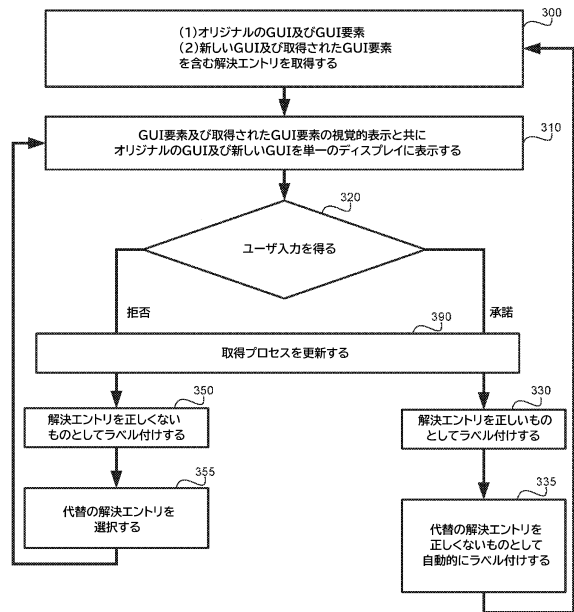 300
(1)オリジナルのGUI及びGUI要素
(2)新しいGUI及び取得されたGUI要素
を含む解決エントリを取得する
310
GUI要素及び取得されたGUI要素の視覚的表示と共に
オリジナルのGUI及び新しいGUIを単一のディスプレイに表示する
320
ユーザ入力を得る
拒否
承諾
390
取得プロセスを更新する
350
解決エントリを正しくない
ものとしてラベル付けする
330
解決エントリを正しいもの
としてラベル付けする
355
代替の解決エントリを
選択する
335
代替の解決エントリを
正しくないものとして
自動的にラベル付けする